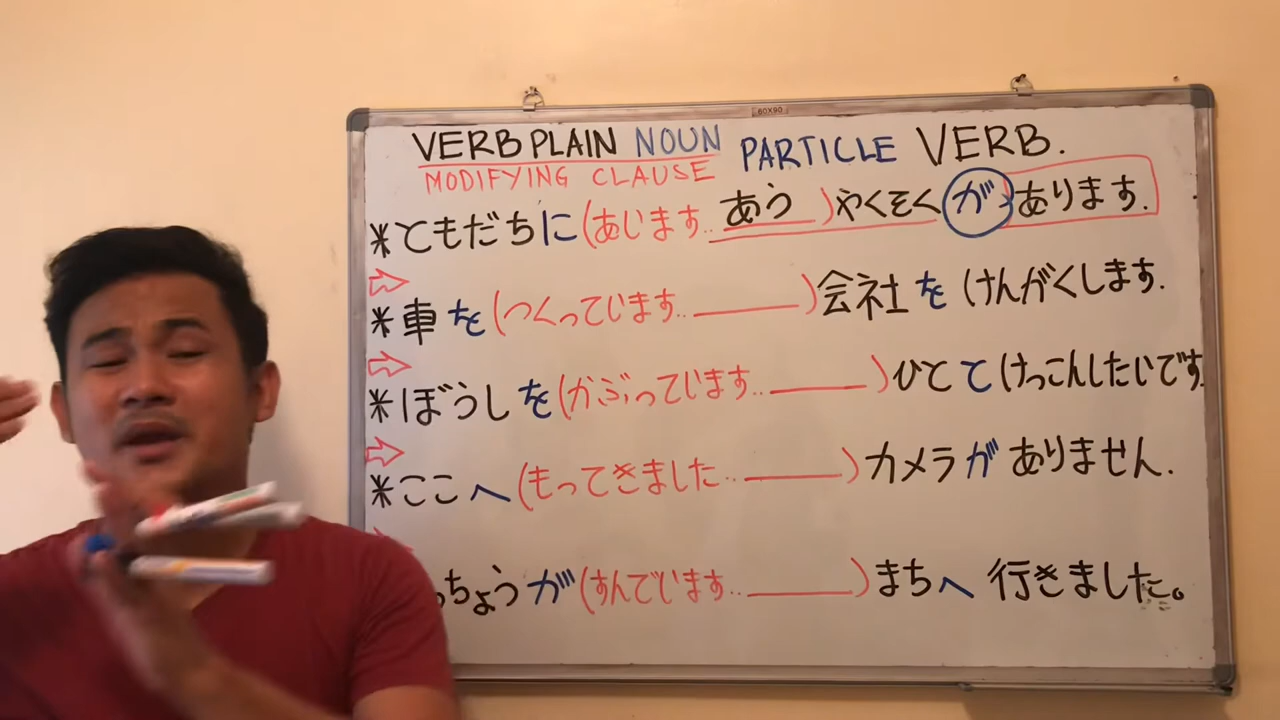 60X90
VERB PLAIN NOUN PARTICLE VERB.
MODIFYING CLAUSE
*ともだちに(あいます..あう)やくそくがあります.
*車を(つくっています..______)会社をけんがくします.
*ぼうしを(かぶっています..______)ひととけっこんしたいです.
*ここへ(もってきました..______)カメラがありません.
ちょうが(すんでいます..______)まちへ行きました。